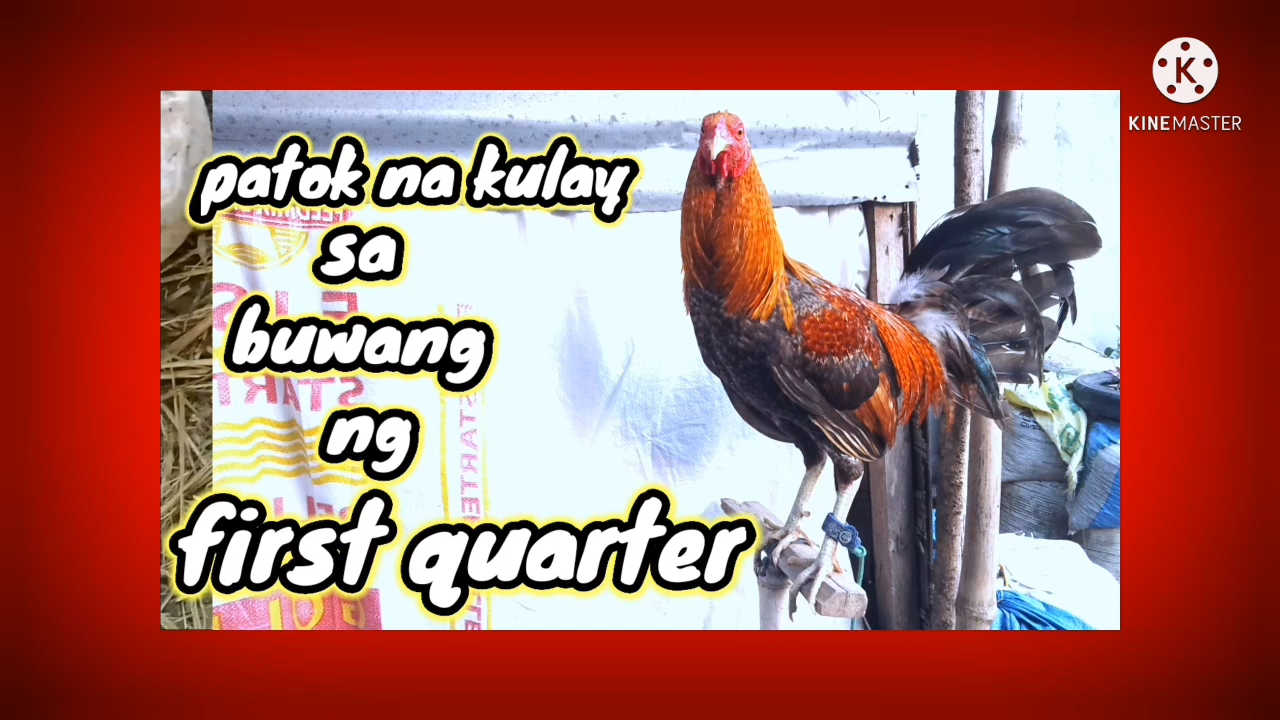 patok na kulay
sa
buwang
ng
first quarter
KINEMASTER